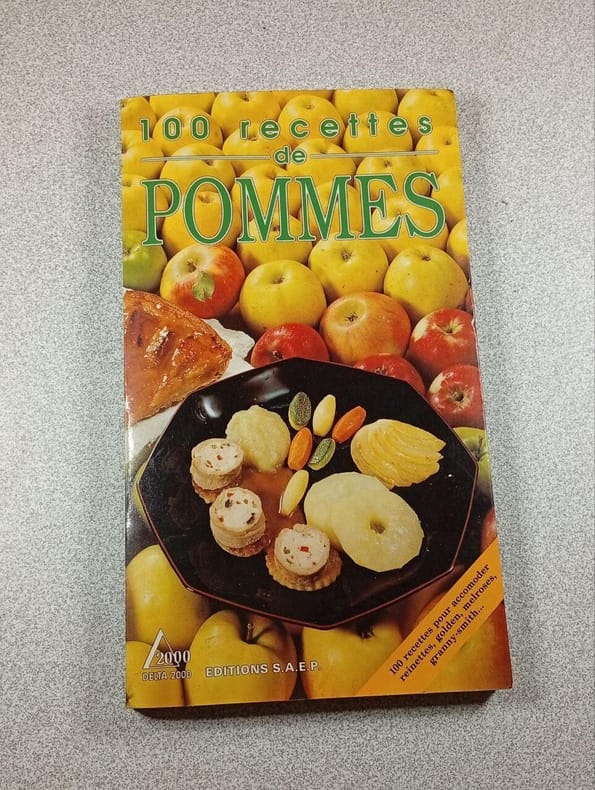 100 recettes
de
POMMES
2000
DELTA 2000
EDITIONS S.A.E.P.
100 recettes pour accomoder
reinettes, golden, melroses,
granny-smith...